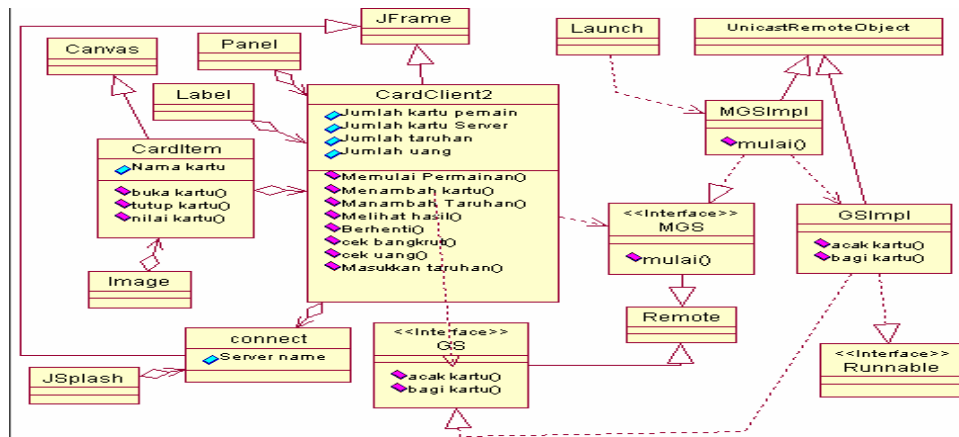 JFrame
Panel
Launch
UnicastRemoteObject
Canvas
Label
CardClient2
Jumlah kartu pemain
Jumlah kartu Server
Jumlah taruhan
Jumlah uang
Memulai Permainan()
Menambah kartu()
Manambah Taruhan()
Melihat hasil()
Berhenti()
cek bangkrut()
cek uang()
Masukkan taruhan()
MGSImpl
mulai()
CardItem
Nama kartu
buka kartu()
tutup kartu()
nilai kartu()
<<Interface>>
MGS
mulai()
GSImpl
acak kartu()
bagi kartu()
Image
Remote
connect
Server name
<<Interface>>
GS
acak kartu()
bagi kartu()
<<Interface>>
Runnable
JSplash